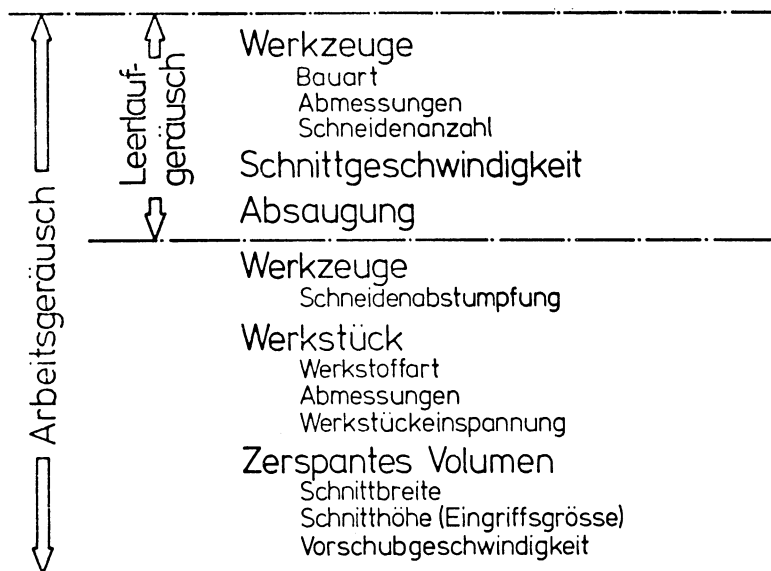 Arbeitsgeräusch
Leerlauf-
geräusch
Werkzeuge
Bauart
Abmessungen
Schneidenanzahl
Schnittgeschwindigkeit
Absaugung
Werkzeuge
Schneidenabstumpfung
Werkstück
Werkstoffart
Abmessungen
Werkstückeinspannung
Zerspantes Volumen
Schnittbreite
Schnitthöhe (Eingriffsgrösse)
Vorschubgeschwindigkeit